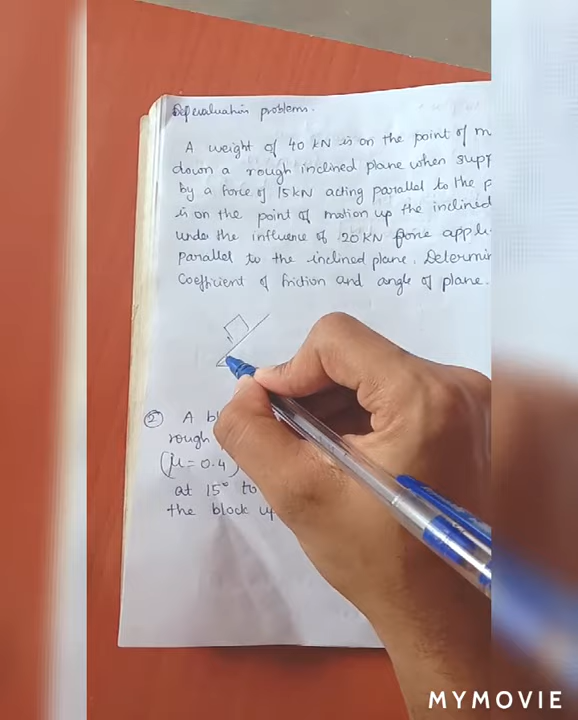 Self evaluation problems.
A weight of 40 kN is on the point of m
down a rough inclined plane when supp
by a force of 15 kN acting parallel to the p
is on the point of motion up the inclined
under the influence of 20 KN force appli
parallel to the inclined plane. Determin
Coefficient of friction and angle of plane.
② A bl
rough
(μ = 0.4)
at 15° to
the block up
MYMOVIE